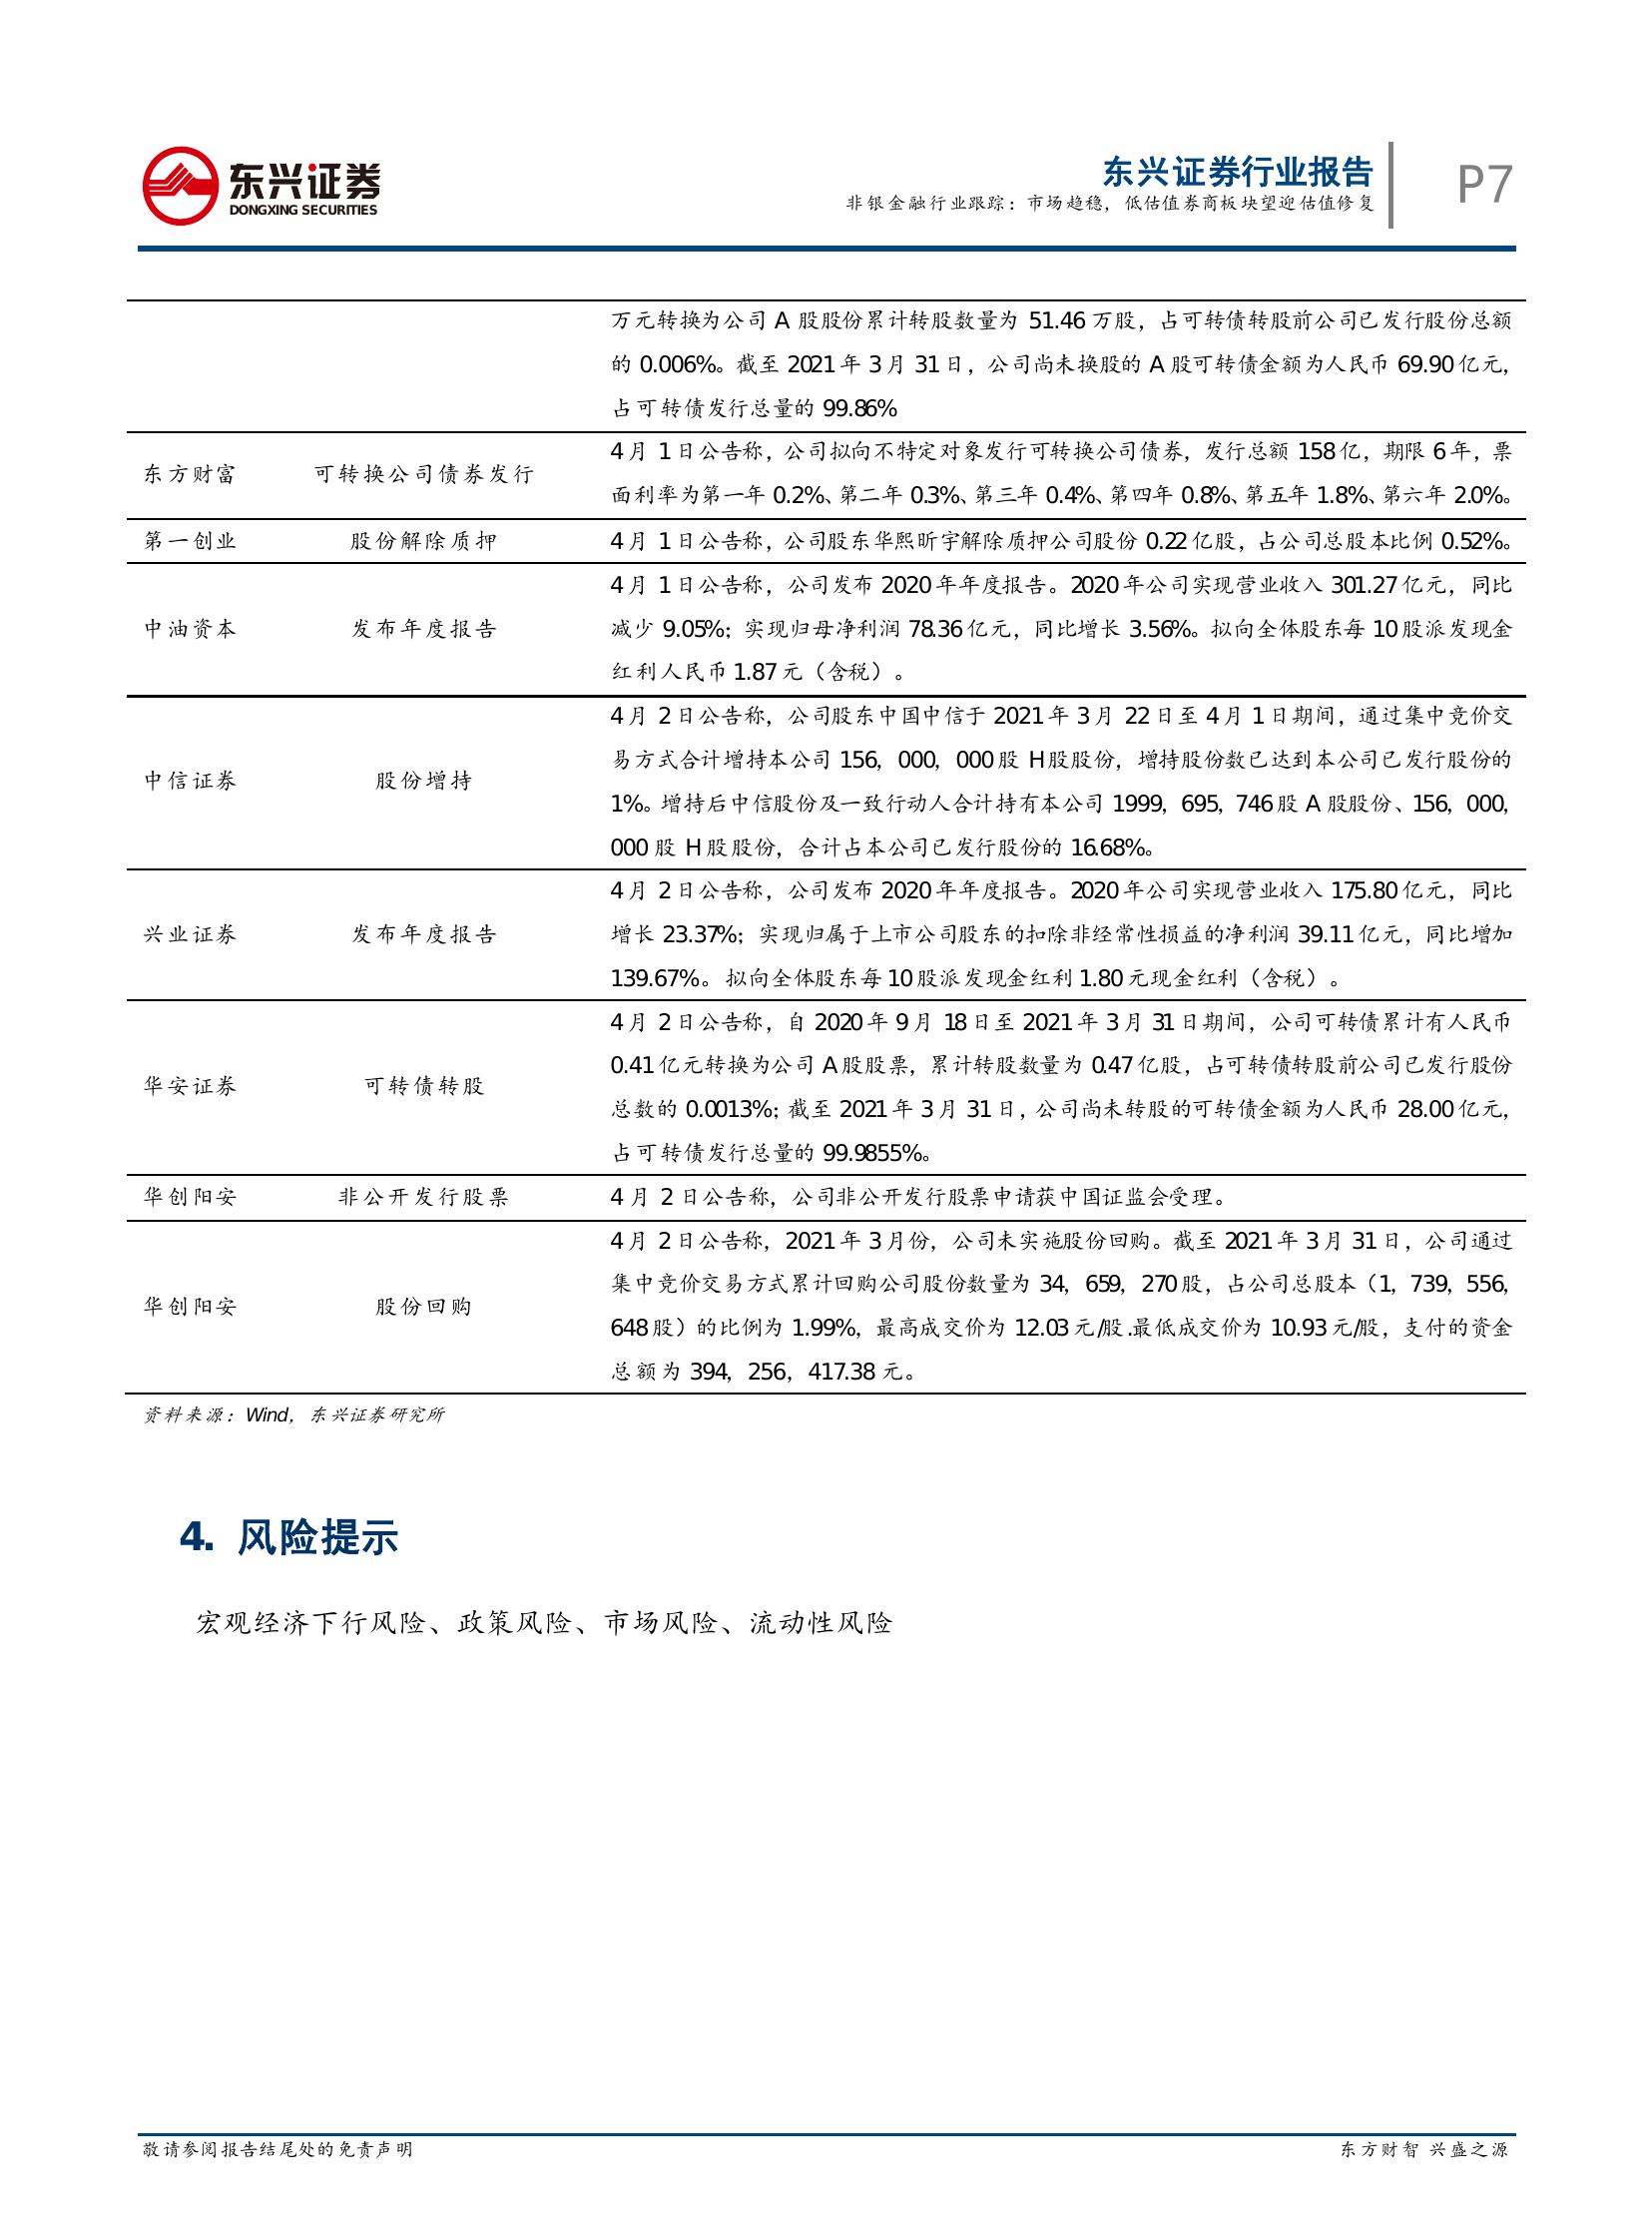 东兴证券
DONGXING SECURITIES
东兴证券行业报告
非银金融行业跟踪：市场趋稳，低估值券商板块望迎估值修复
P7
万元转换为公司 A 股股份累计转股数量为 51.46 万股，占可转债转股前公司已发行股份总额
的 0.006%。截至 2021 年 3 月 31 日，公司尚未换股的 A 股可转债金额为人民币 69.90 亿元，
占可转债发行总量的 99.86%
东方财富
可转换公司债券发行
4 月 1 日公告称，公司拟向不特定对象发行可转换公司债券，发行总额 158 亿，期限 6 年，票
面利率为第一年 0.2%、第二年 0.3%、第三年 0.4%、第四年 0.8%、第五年 1.8%、第六年 2.0%。
第一创业
股份解除质押
4 月 1 日公告称，公司股东华熙昕宇解除质押公司股份 0.22 亿股，占公司总股本比例 0.52%。
中油资本
发布年度报告
4 月 1 日公告称，公司发布 2020 年年度报告。2020 年公司实现营业收入 301.27 亿元，同比
减少 9.05%；实现归母净利润 78.36 亿元，同比增长 3.56%。拟向全体股东每 10 股派发现金
红利人民币 1.87 元（含税）。
中信证券
股份增持
4 月 2 日公告称，公司股东中国中信于 2021 年 3 月 22 日至 4 月 1 日期间，通过集中竞价交
易方式合计增持本公司 156，000，000 股 H 股股份，增持股份数已达到本公司已发行股份的
1%。增持后中信股份及一致行动人合计持有本公司 1999，695，746 股 A 股股份、156，000，
000 股 H 股股份，合计占本公司已发行股份的 16.68%。
兴业证券
发布年度报告
4 月 2 日公告称，公司发布 2020 年年度报告。2020 年公司实现营业收入 175.80 亿元，同比
增长 23.37%；实现归属于上市公司股东的扣除非经常性损益的净利润 39.11 亿元，同比增加
139.67%。拟向全体股东每 10 股派发现金红利 1.80 元现金红利（含税）。
华安证券
可转债转股
4 月 2 日公告称，自 2020 年 9 月 18 日至 2021 年 3 月 31 日期间，公司可转债累计有人民币
0.41 亿元转换为公司 A 股股票，累计转股数量为 0.47 亿股，占可转债转股前公司已发行股份
总数的 0.0013%；截至 2021 年 3 月 31 日，公司尚未转股的可转债金额为人民币 28.00 亿元，
占可转债发行总量的 99.9855%。
华创阳安
非公开发行股票
4 月 2 日公告称，公司非公开发行股票申请获中国证监会受理。
华创阳安
股份回购
4 月 2 日公告称，2021 年 3 月份，公司未实施股份回购。截至 2021 年 3 月 31 日，公司通过
集中竞价交易方式累计回购公司股份数量为 34，659，270 股，占公司总股本（1，739，556，
648 股）的比例为 1.99%，最高成交价为 12.03 元/股.最低成交价为 10.93 元/股，支付的资金
总额为 394，256，417.38 元。
资料来源：Wind，东兴证券研究所
4. 风险提示
宏观经济下行风险、政策风险、市场风险、流动性风险
敬请参阅报告结尾处的免责声明
东方财智 兴盛之源